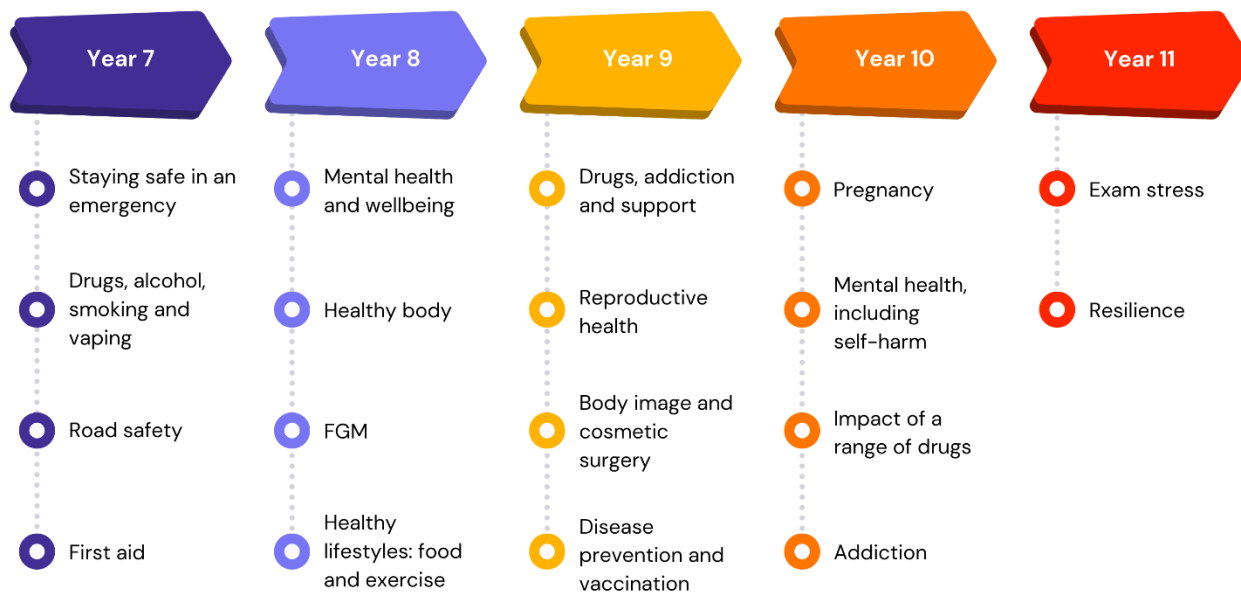 Year 7
Staying safe in an
emergency
Drugs, alcohol,
smoking and
vaping
Road safety
First aid
Year 8
Mental health
and wellbeing
Healthy body
FGM
Healthy
lifestyles: food
and exercise
Year 9
Drugs, addiction
and support
Reproductive
health
Body image and
cosmetic
surgery
Disease
prevention and
vaccination
Year 10
Pregnancy
Mental health,
including
self-harm
Impact of a
range of drugs
Addiction
Year 11
Exam stress
Resilience